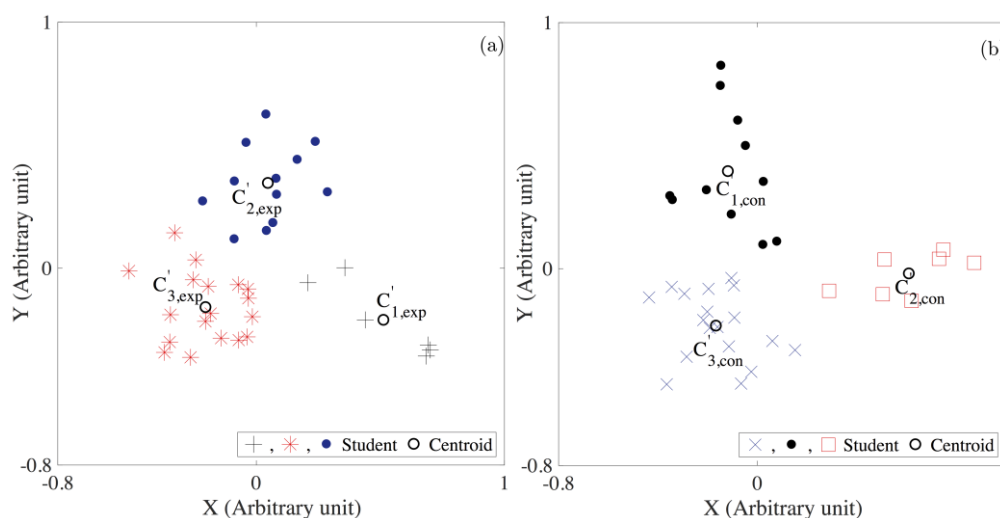 1
(a)
C'2,exp
C'3,exp
C'1,exp
0
-0.8
-0.8
0
1
X (Arbitrary unit)
Y (Arbitrary unit)
+ , * , ● Student ○ Centroid
1
(b)
C'1,con
C'2,con
C'3,con
0
-0.8
-0.8
0
1
X (Arbitrary unit)
Y (Arbitrary unit)
× , ● , □ Student ○ Centroid